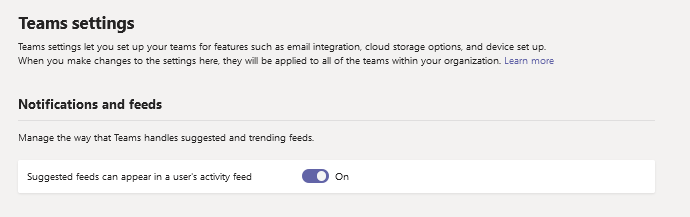 Teams settings
Teams settings let you set up your teams for features such as email integration, cloud storage options, and device set up.
When you make changes to the settings here, they will be applied to all of the teams within your organization. Learn more
Notifications and feeds
Manage the way that Teams handles suggested and trending feeds.
Suggested feeds can appear in a user's activity feed On